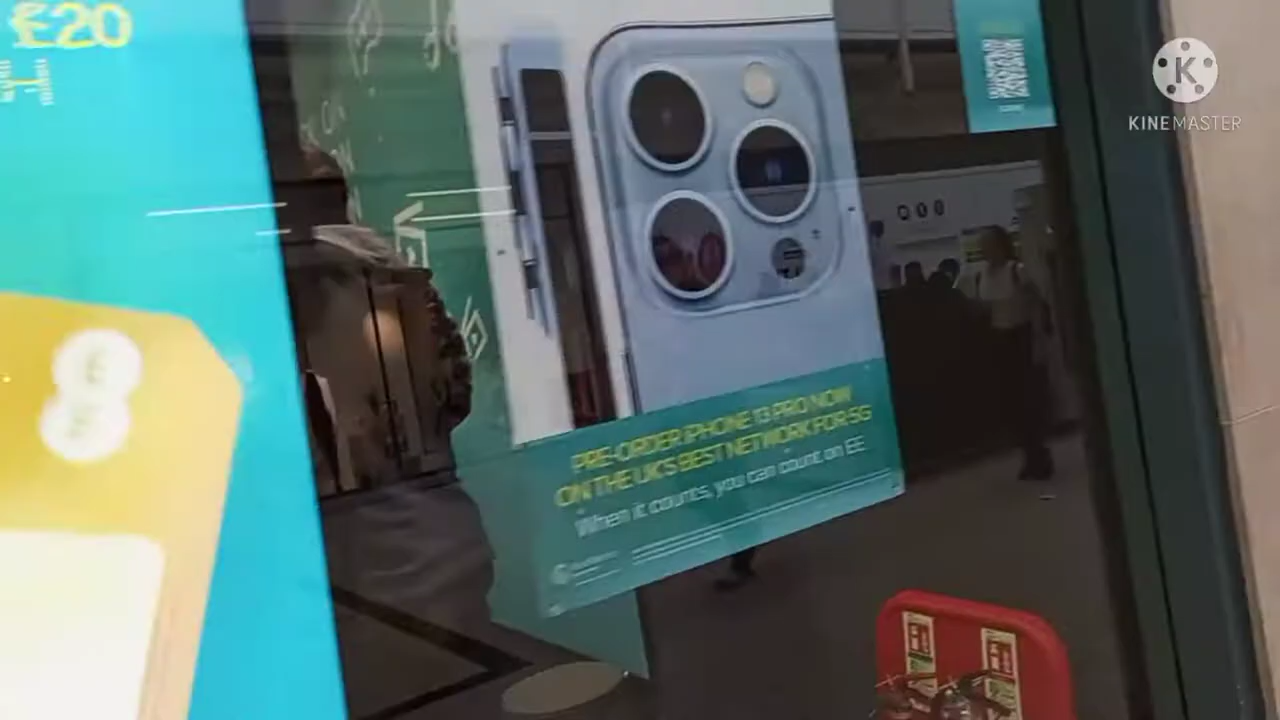 £20
KINEMASTER
PRE-ORDER IPHONE 13 PRO NOW
ON THE UK'S BEST NETWORK FOR 5G
When it counts, you can count on EE.